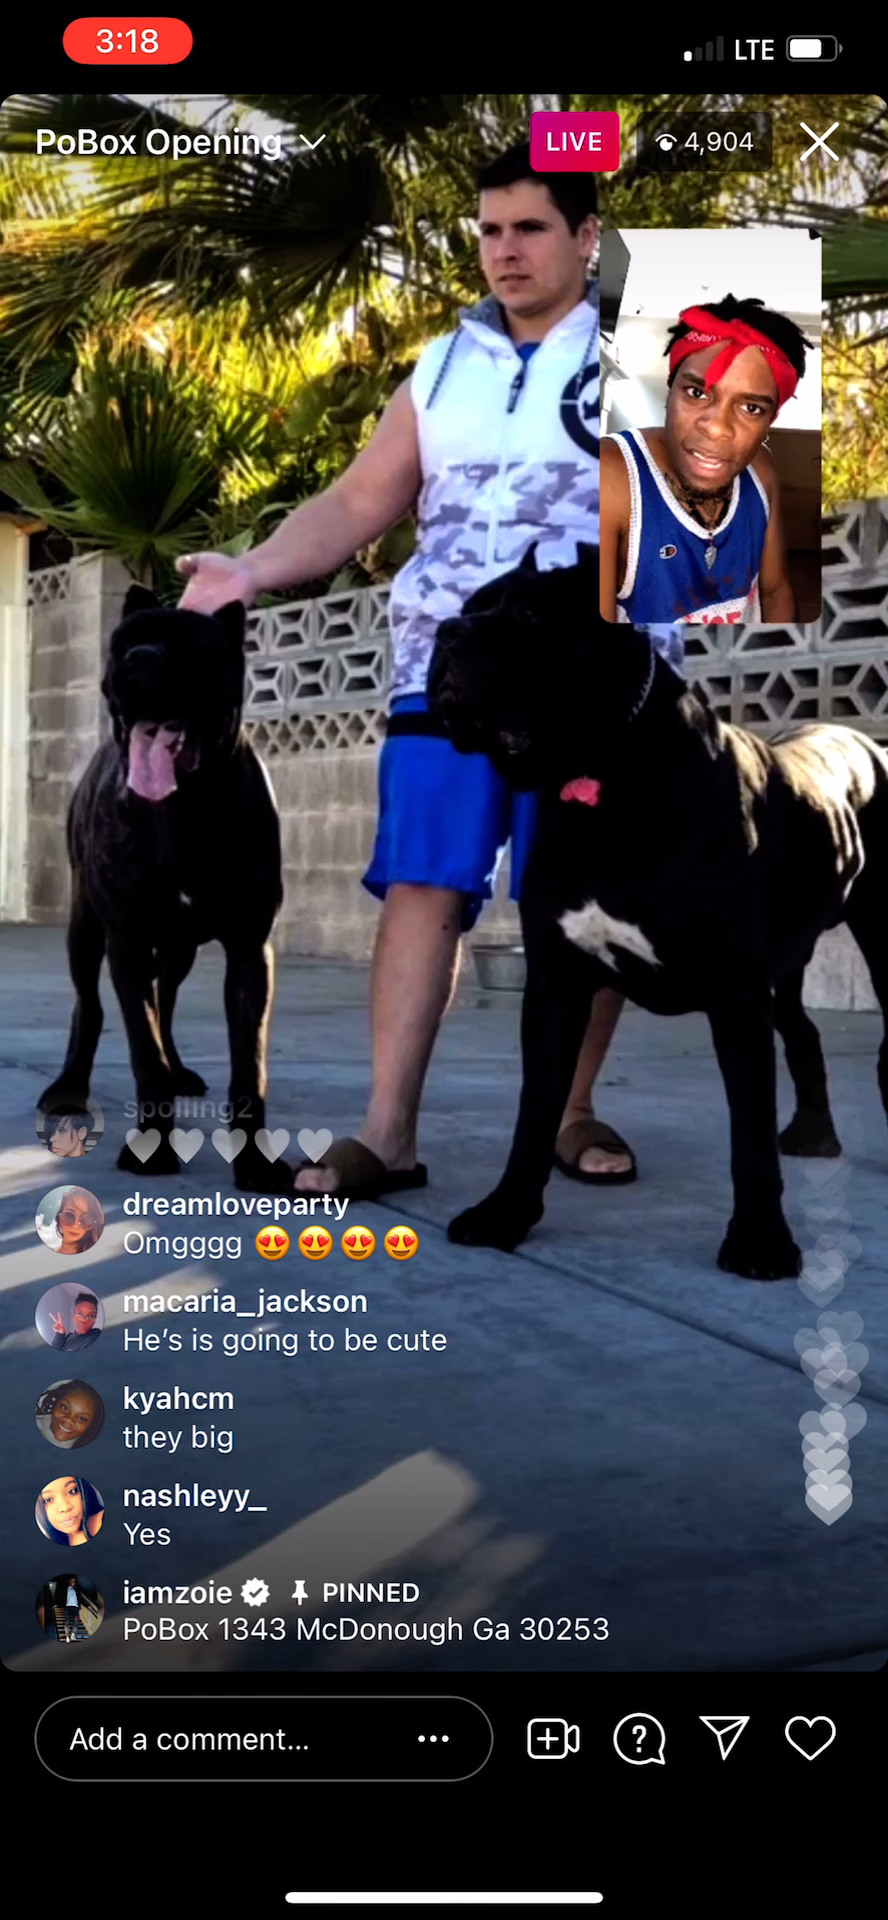 3:18
LTE
PoBox Opening
LIVE
4,904
spoiling2
🤍🤍🤍🤍🤍
dreamloveparty
Omgggg 😍😍😍😍
macaria_jackson
He's is going to be cute
kyahcm
they big
nashleyy_
Yes
iamzoie PINNED
PoBox 1343 McDonough Ga 30253
Add a comment...